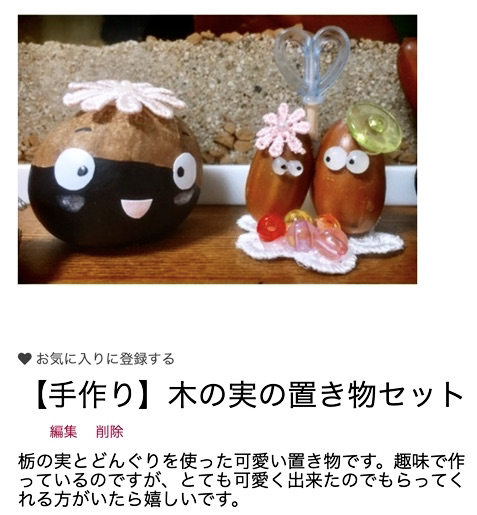 お気に入りに登録する
【手作り】木の実の置き物セット
編集 削除
栃の実とどんぐりを使った可愛い置き物です。趣味で作
っているのですが、とても可愛く出来たのでもらってく
れる方がいたら嬉しいです。